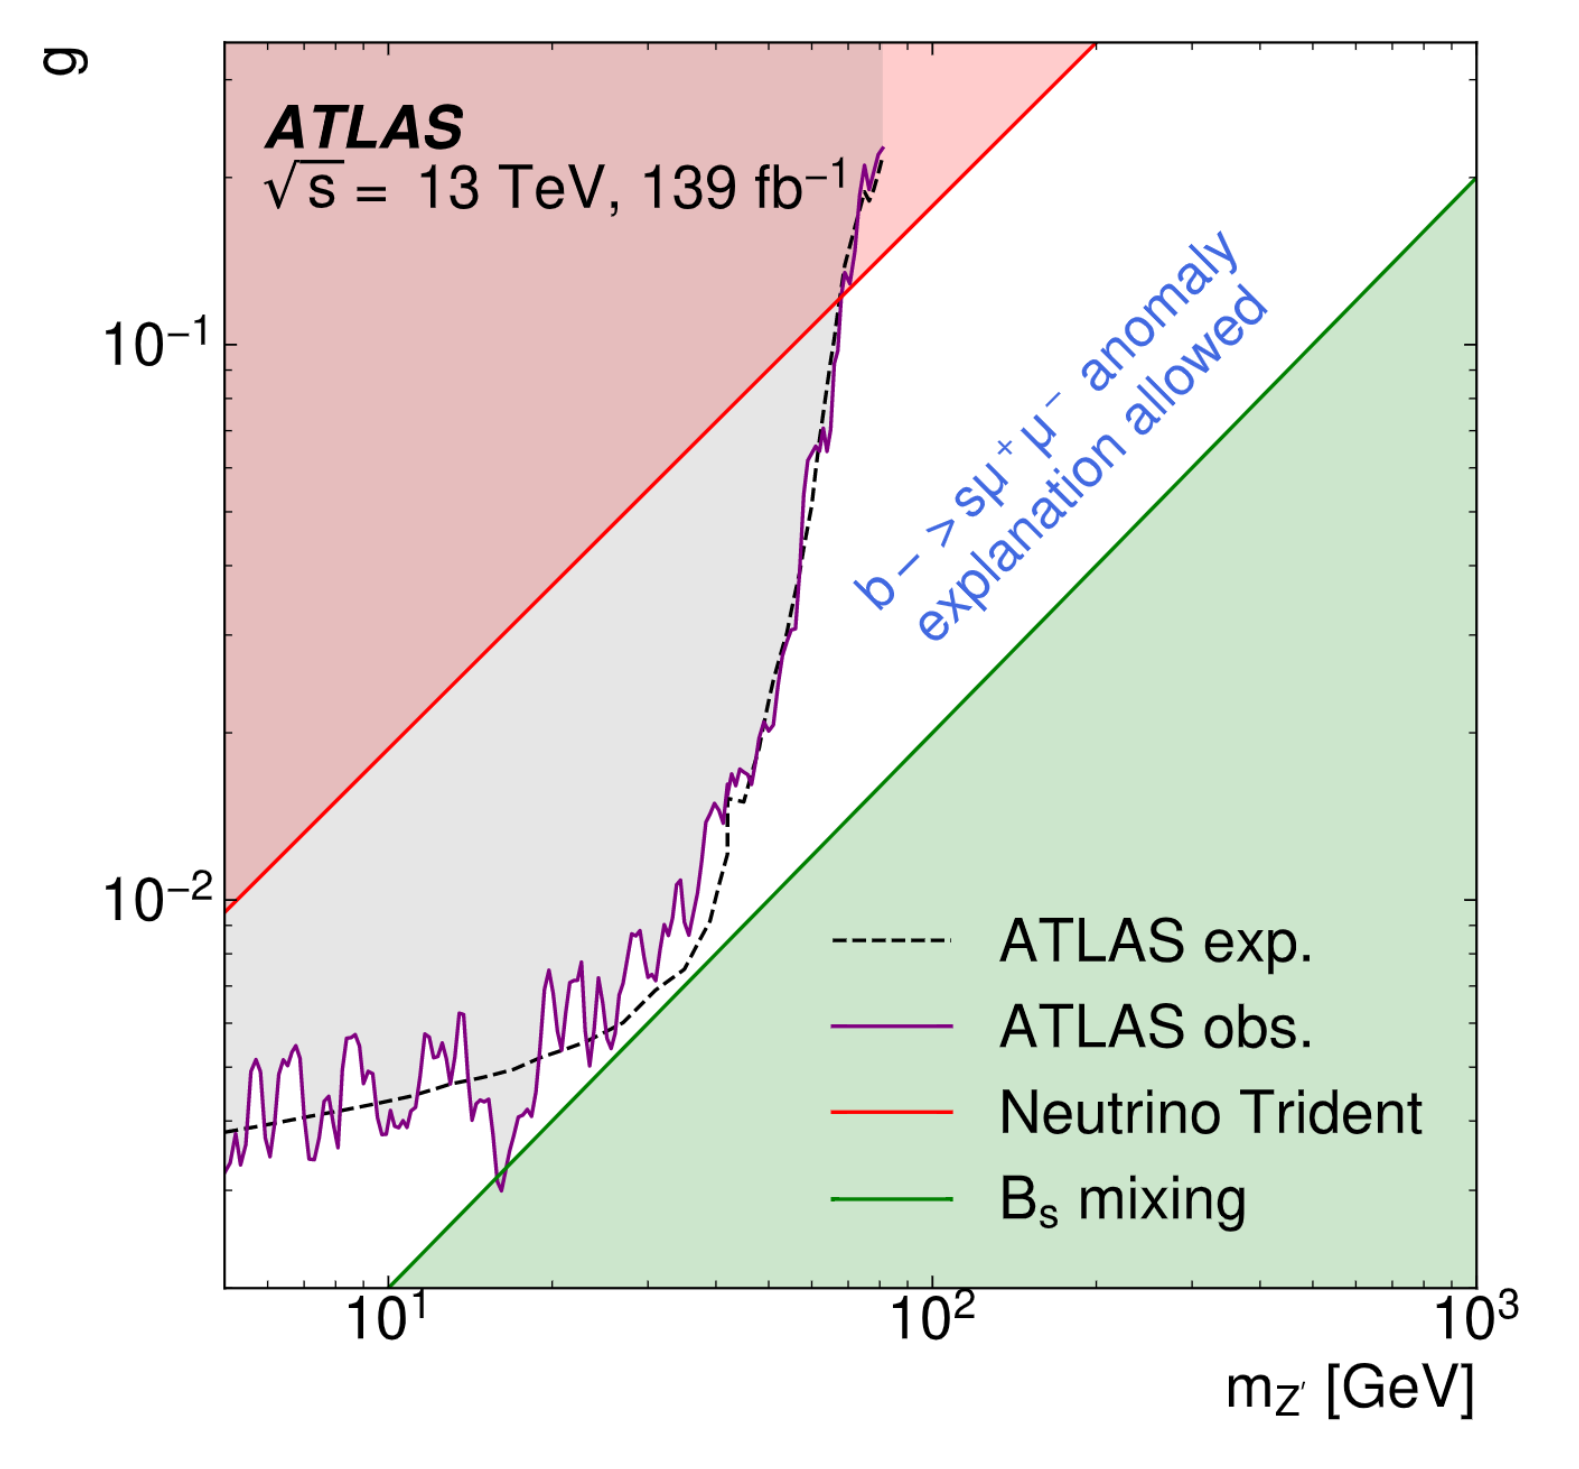 g
ATLAS
√s = 13 TeV, 139 fb⁻¹
10⁻¹
10⁻²
b−>sμ⁺μ⁻ anomaly
explanation allowed
ATLAS exp.
ATLAS obs.
Neutrino Trident
Bₛ mixing
10¹ 10² 10³
m_Z′ [GeV]